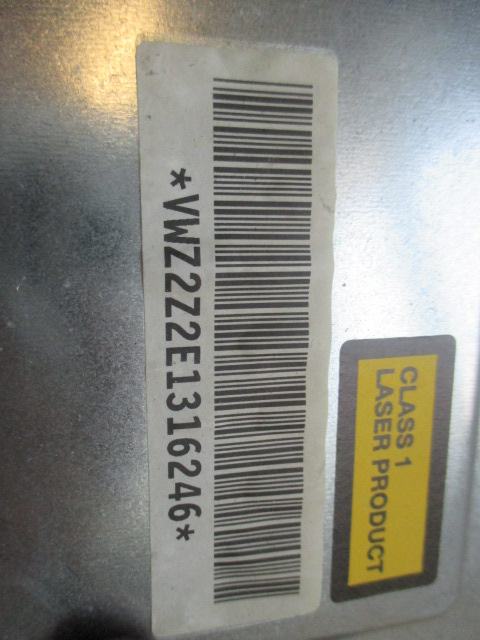 *VWZ2Z2E1316246*
CLASS 1
LASER PRODUCT